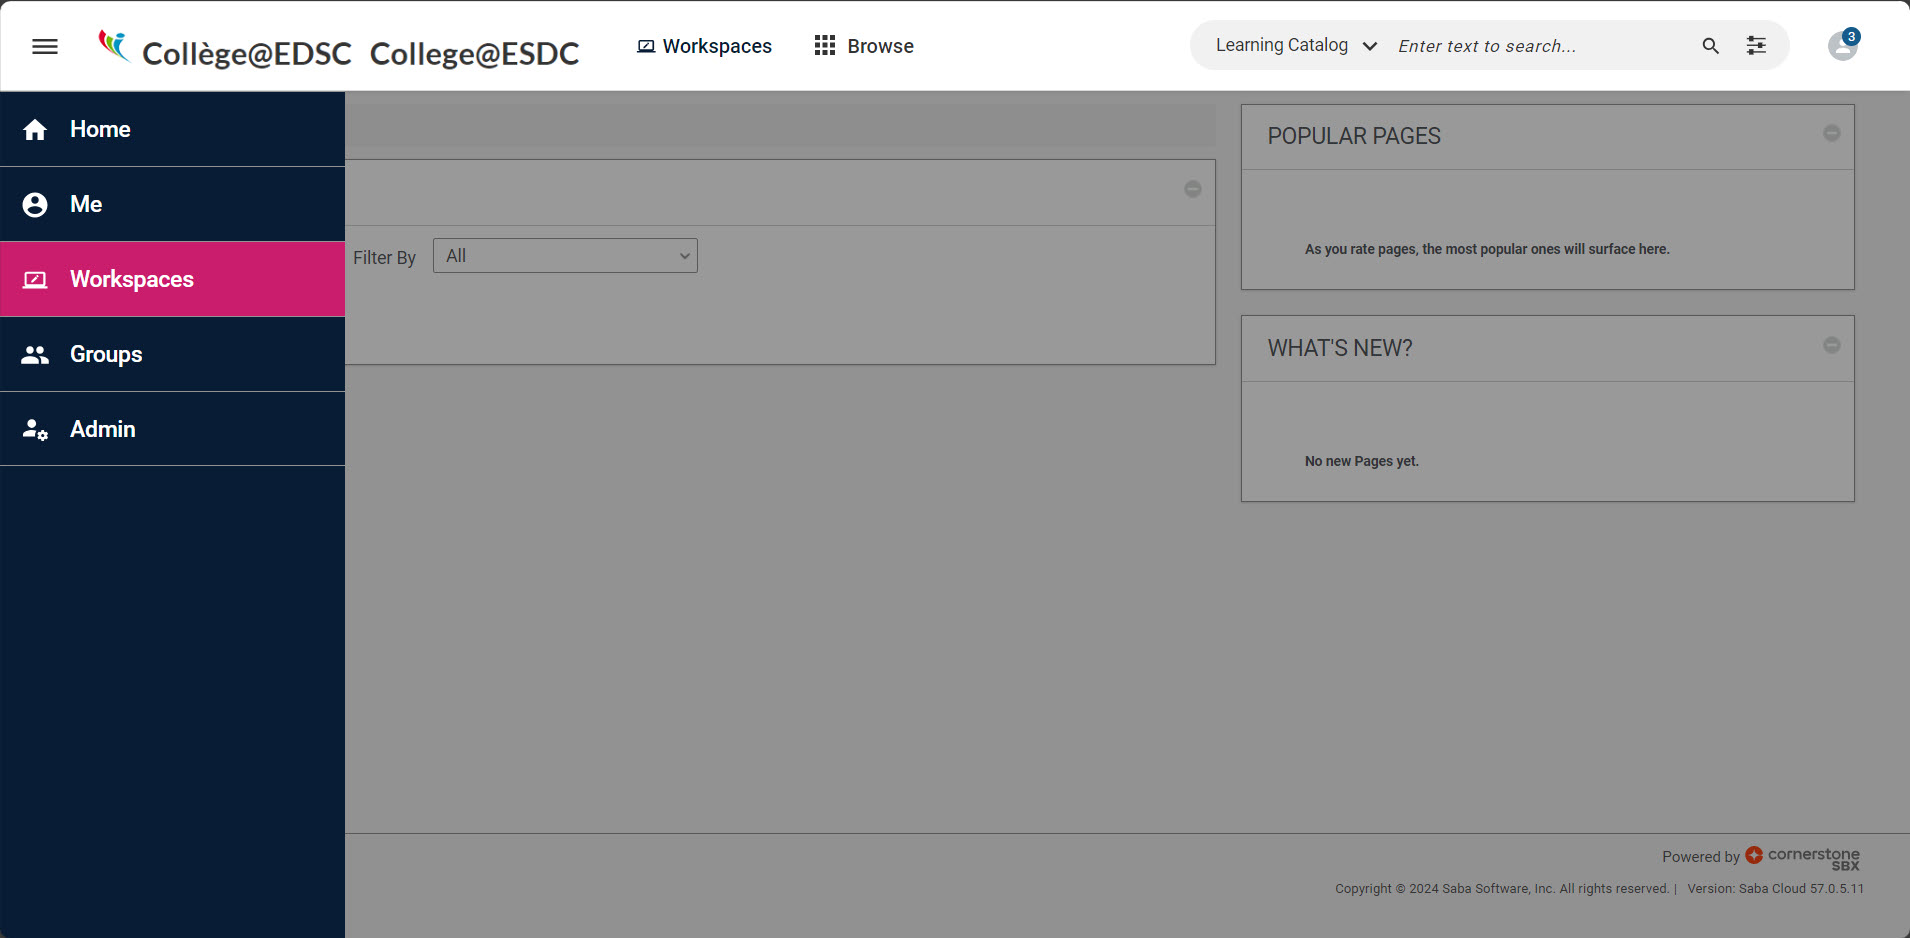 Collège@EDSC College@ESDC
Workspaces
Browse
Learning Catalog
Enter text to search...
3
Home
Me
Workspaces
Groups
Admin
Filter By
All
POPULAR PAGES
As you rate pages, the most popular ones will surface here.
WHAT'S NEW?
No new Pages yet.
Powered by cornerstone
SBX
Copyright © 2024 Saba Software, Inc. All rights reserved. | Version: Saba Cloud 57.0.5.11